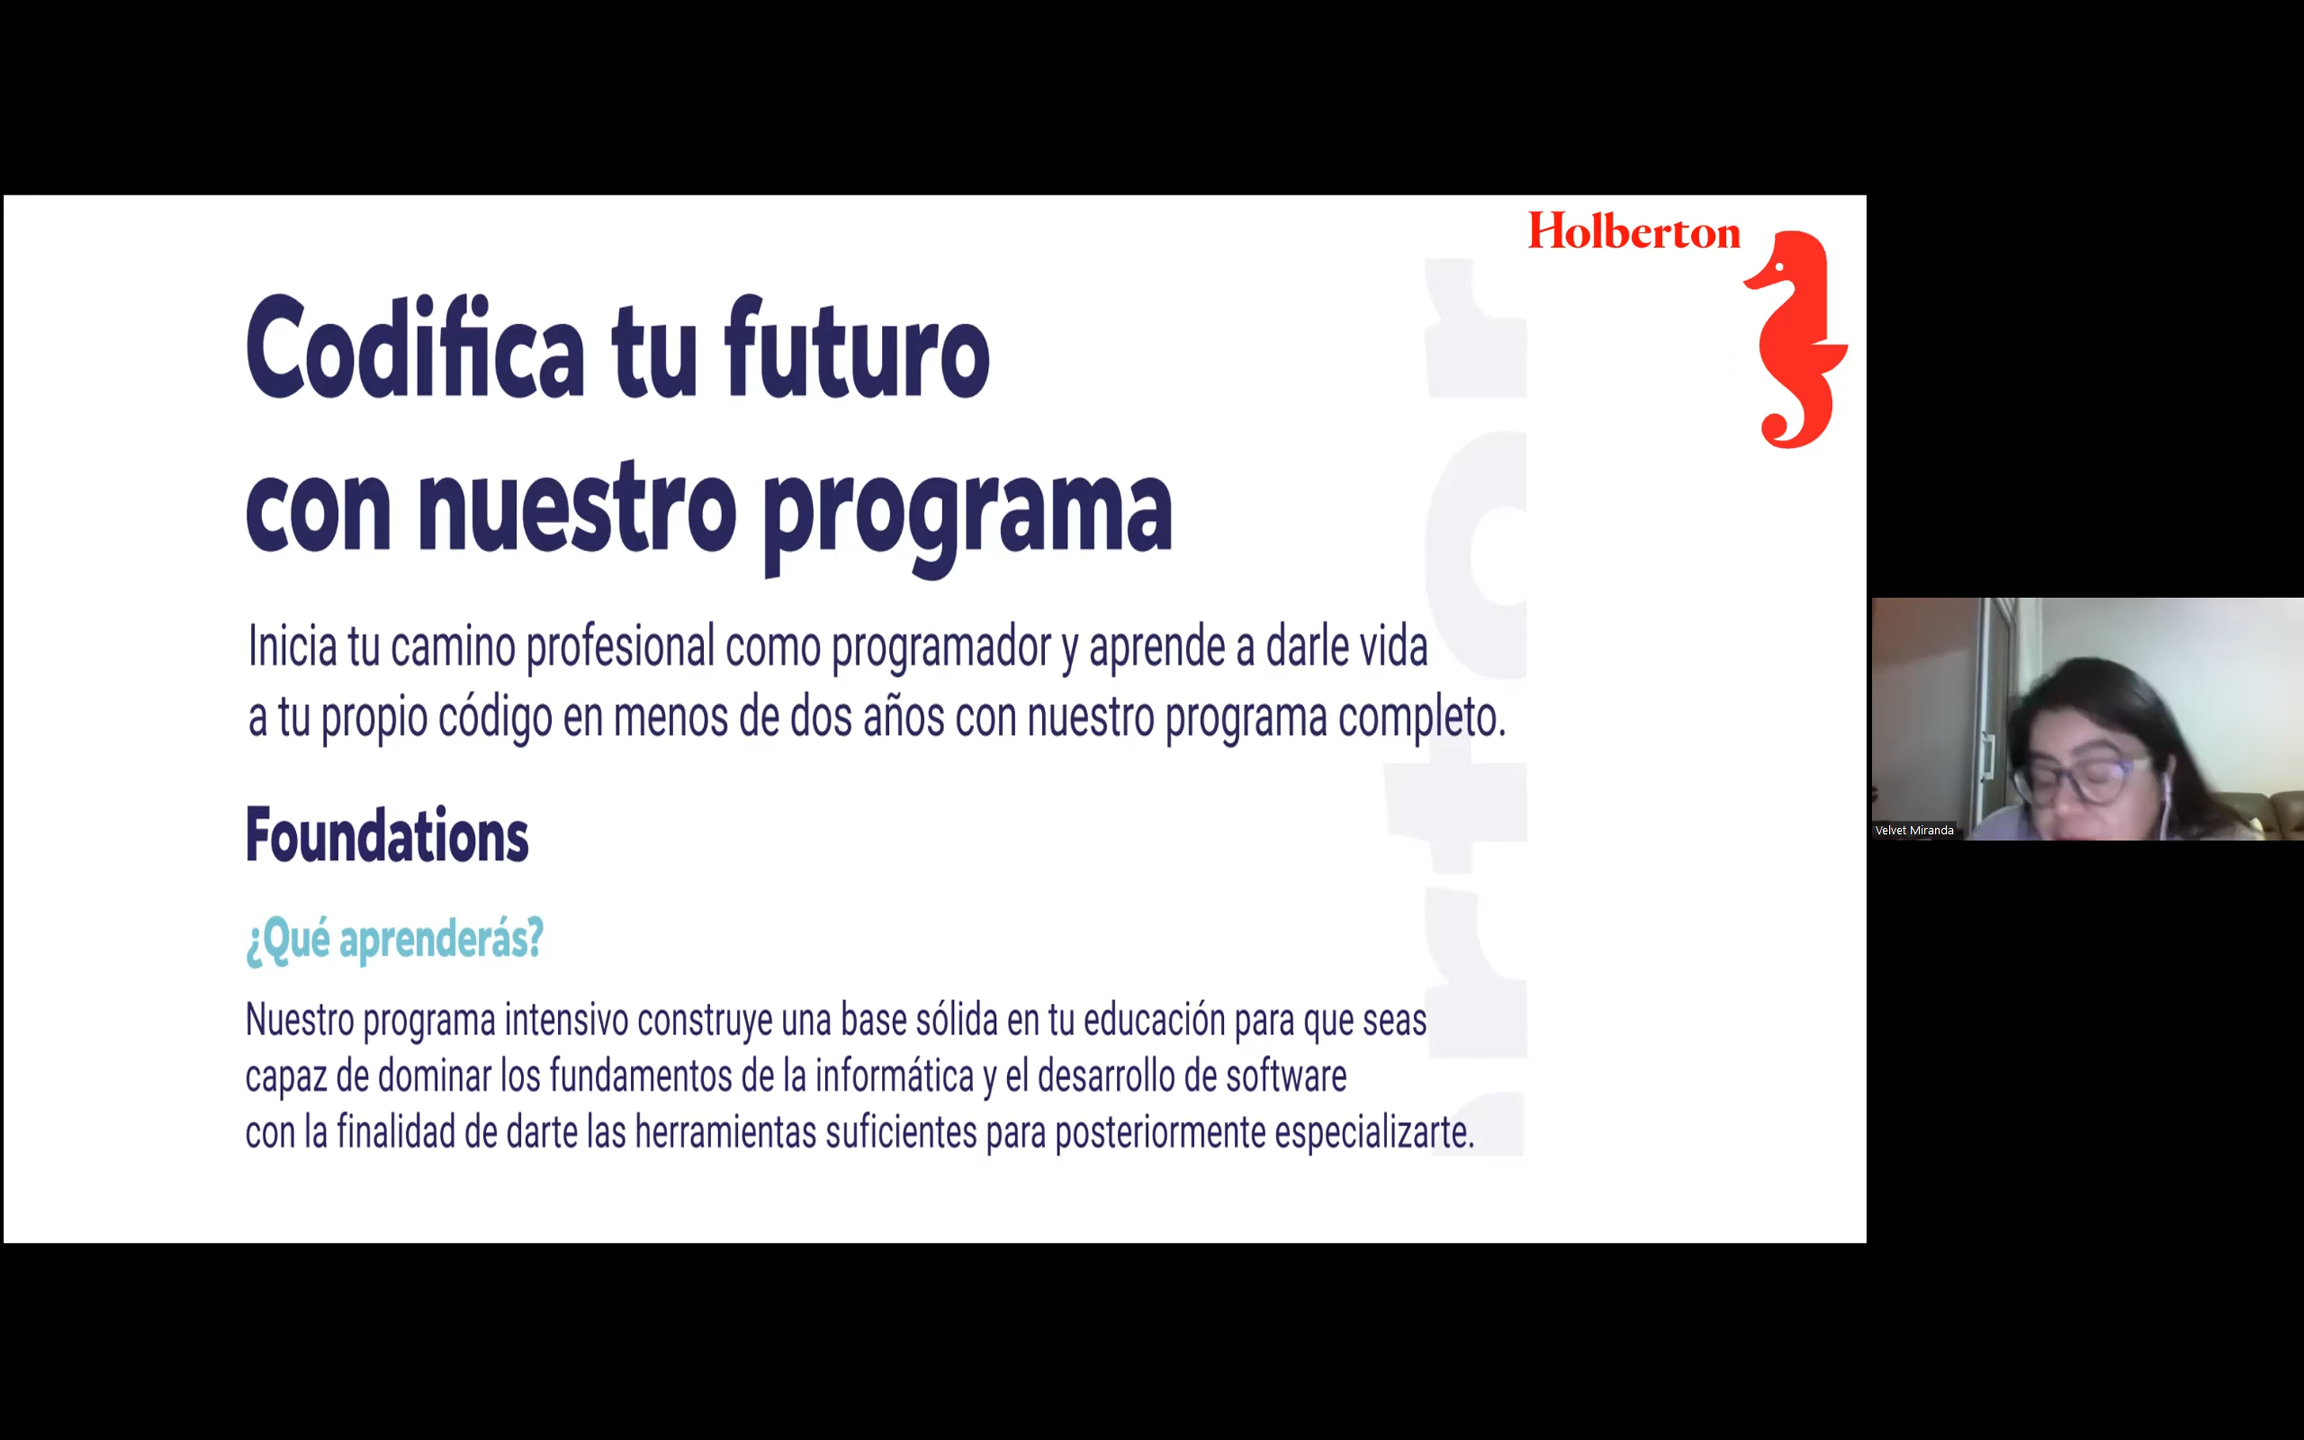 Holberton
Codifica tu futuro
con nuestro programa
Inicia tu camino profesional como programador y aprende a darle vida
a tu propio código en menos de dos años con nuestro programa completo.
Foundations
¿Qué aprenderás?
Nuestro programa intensivo construye una base sólida en tu educación para que seas
capaz de dominar los fundamentos de la informática y el desarrollo de software
con la finalidad de darte las herramientas suficientes para posteriormente especializarte.
Velvet Miranda